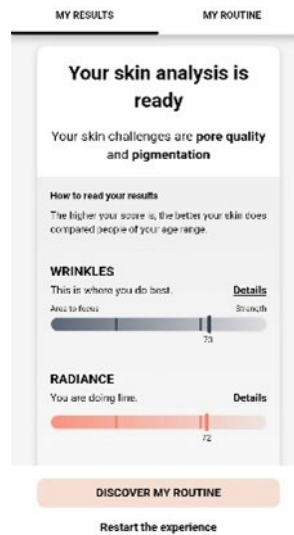 MY RESULTS MY ROUTINE
Your skin analysis is
ready
Your skin challenges are pore quality
and pigmentation
How to read your results
The higher your score is, the better your skin does
compared people of your age range.
WRINKLES
This is where you do best. Details
Area to focus Strength
73
RADIANCE
You are doing fine. Details
72
DISCOVER MY ROUTINE
Restart the experience